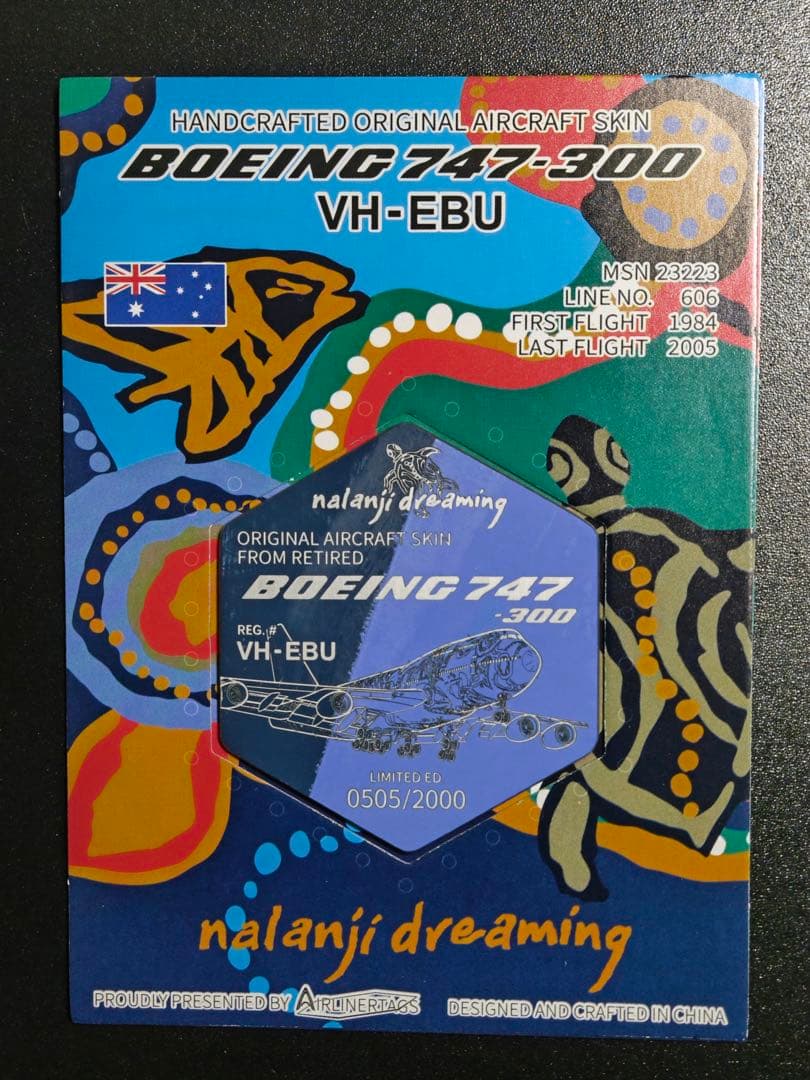 HANDCRAFTED ORIGINAL AIRCRAFT SKIN
BOEING 747-300
VH-EBU
MSN 23223
LINE NO. 606
FIRST FLIGHT 1984
LAST FLIGHT 2005
nalanji dreaming
ORIGINAL AIRCRAFT SKIN
FROM RETIRED
BOEING 747
-300
REG. #
VH-EBU
LIMITED ED
0505/2000
nalanji dreaming
PROUDLY PRESENTED BY AIRLINERTAGS DESIGNED AND CRAFTED IN CHINA